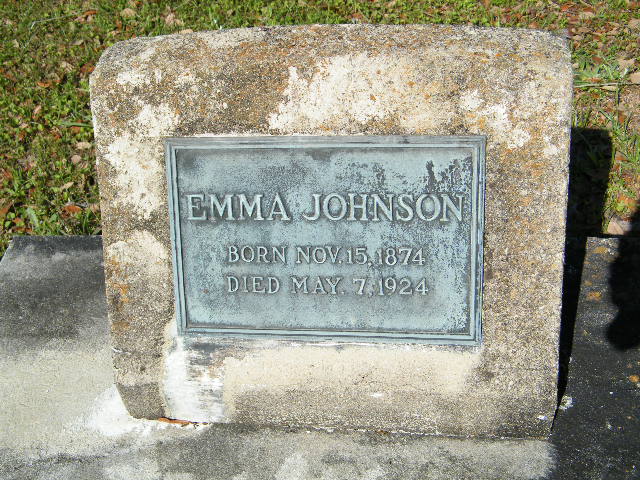 EMMA JOHNSON
BORN NOV. 15, 1874
DIED MAY. 7, 1924